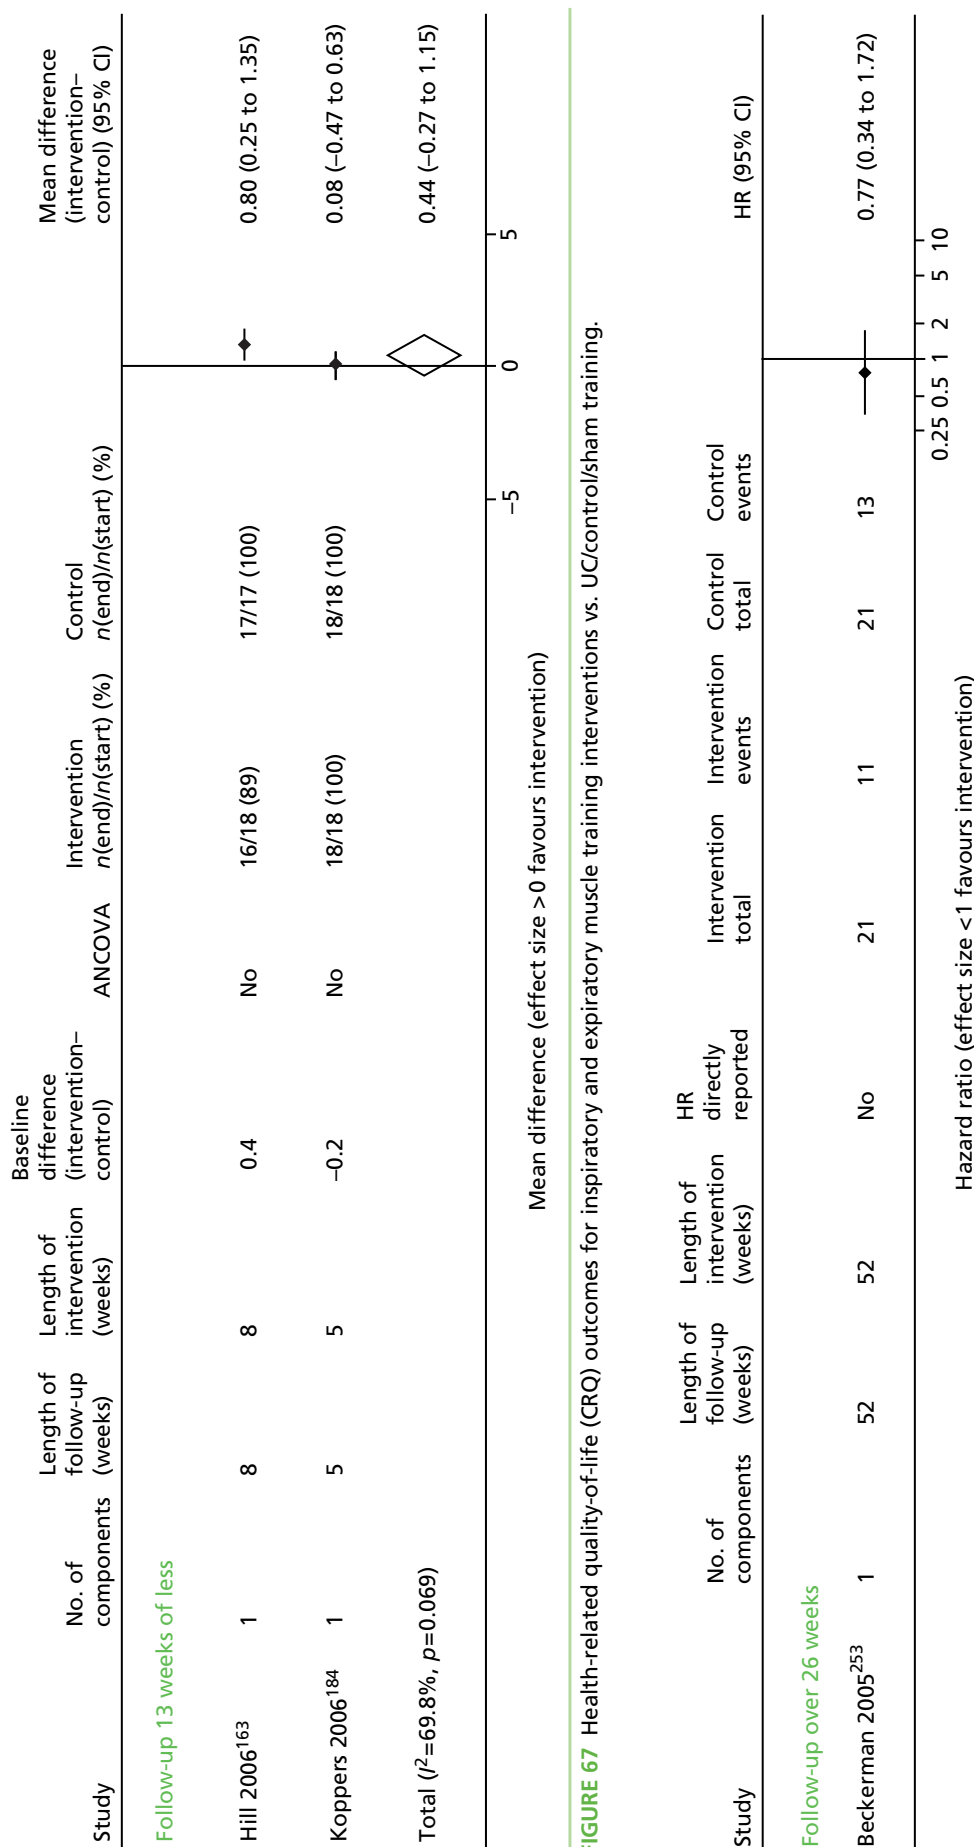 Study No. of components Length of follow-up (weeks) Length of intervention (weeks) Baseline difference (intervention–control) ANCOVA Intervention n(end)/n(start) (%) Control n(end)/n(start) (%) Mean difference (intervention–control) (95% CI)
Follow-up 13 weeks of less
Hill 2006163 1 8 8 0.4 No 16/18 (89) 17/17 (100) 0.80 (0.25 to 1.35)
Koppers 2006184 1 5 5 –0.2 No 18/18 (100) 18/18 (100) 0.08 (–0.47 to 0.63)
Total (I2=69.8%, p=0.069) 0.44 (–0.27 to 1.15)
–5 0 5
Mean difference (effect size >0 favours intervention)
FIGURE 67 Health-related quality-of-life (CRQ) outcomes for inspiratory and expiratory muscle training interventions vs. UC/control/sham training.
Study No. of components Length of follow-up (weeks) Length of intervention (weeks) HR directly reported Intervention total Intervention events Control total Control events HR (95% CI)
Follow-up over 26 weeks
Beckerman 2005253 1 52 52 No 21 11 21 13 0.77 (0.34 to 1.72)
0.25 0.5 1 2 5 10
Hazard ratio (effect size <1 favours intervention)